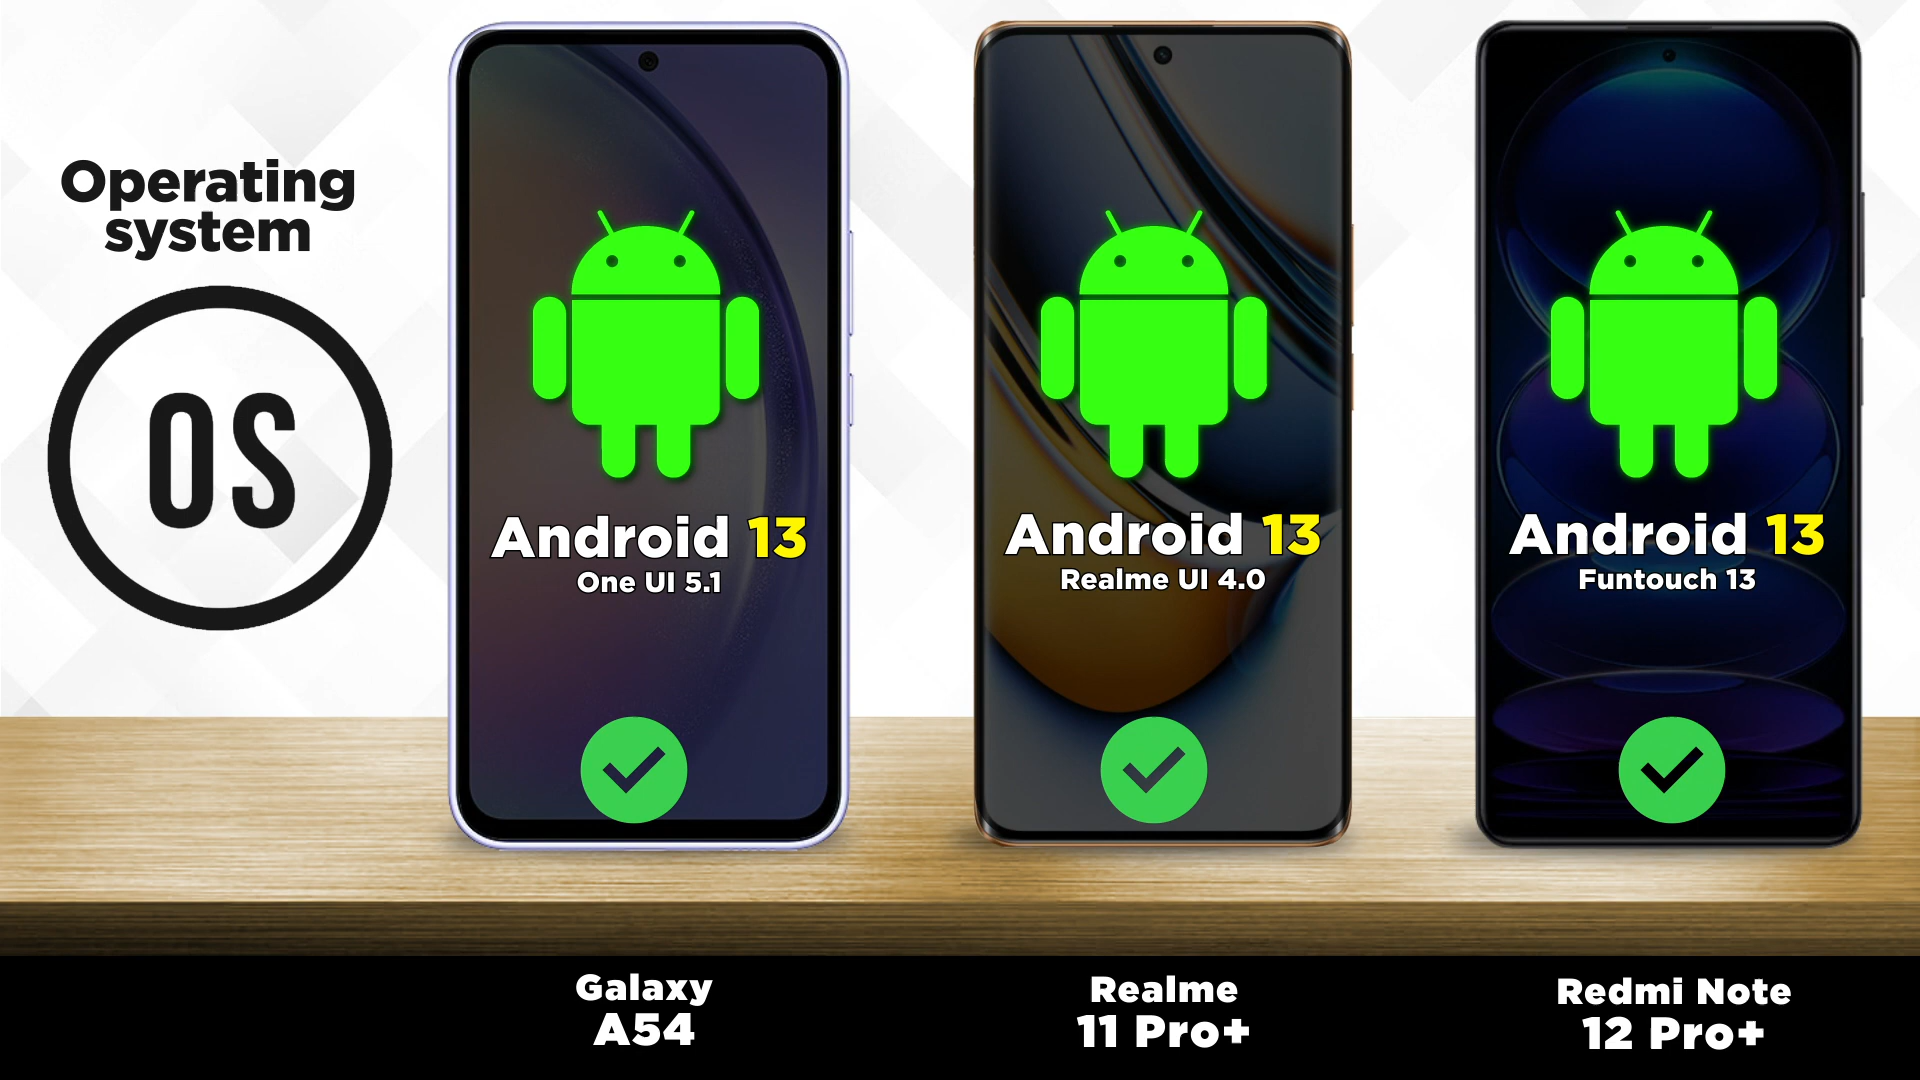 Operating
system
OS
Android 13
One UI 5.1
Android 13
Realme UI 4.0
Android 13
Funtouch 13
Galaxy
A54
Realme
11 Pro+
Redmi Note
12 Pro+